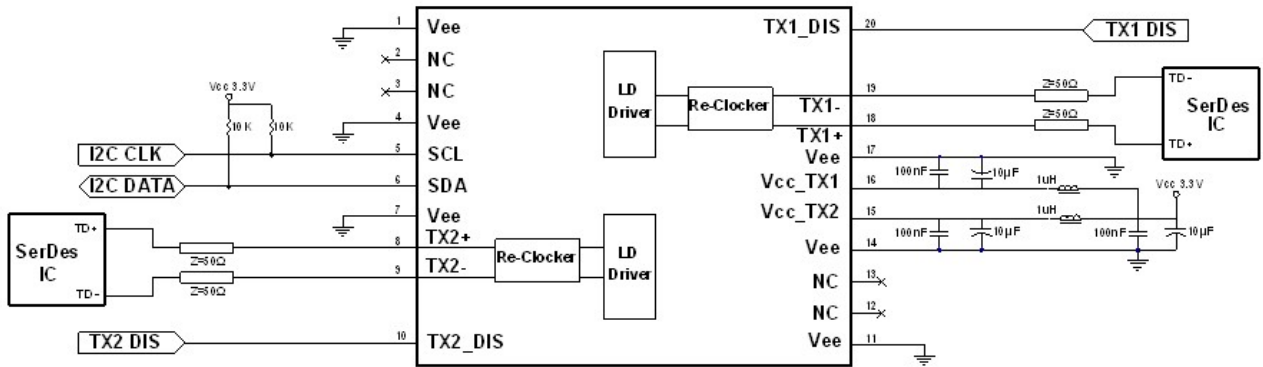 1 Vee
2 NC
3 NC
4 Vee
Vcc 3.3V
10K 10K
I2C CLK 5 SCL
I2C DATA 6 SDA
7 Vee
SerDes IC
TD+
TD-
Z=50Ω
Z=50Ω
8 TX2+
9 TX2-
Re-Clocker
LD Driver
TX2 DIS 10 TX2_DIS
LD Driver
Re-Clocker
TX1_DIS 20 TX1 DIS
TX1- 19
TX1+ 18
Z=50Ω
Z=50Ω
TD-
SerDes IC
TD+
Vee 17
100nF 10µF
Vcc_TX1 16
1uH
Vcc 3.3V
Vcc_TX2 15
1uH
100nF 10µF 100nF 10µF
Vee 14
NC 13
NC 12
Vee 11